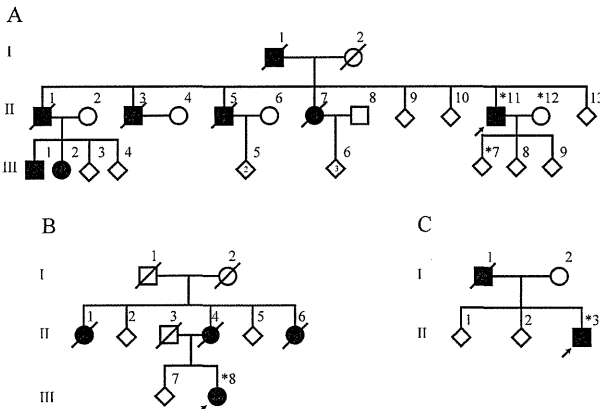 A
I 1 2
II 1 2 3 4 5 6 7 8 9 10 *11 *12 13
III 1 2 3 4 5 6 *7 8 9
2 3
B C
I 1 2 I 1 2
II 1 2 3 4 5 6 II 1 2 *3
III 7 *8